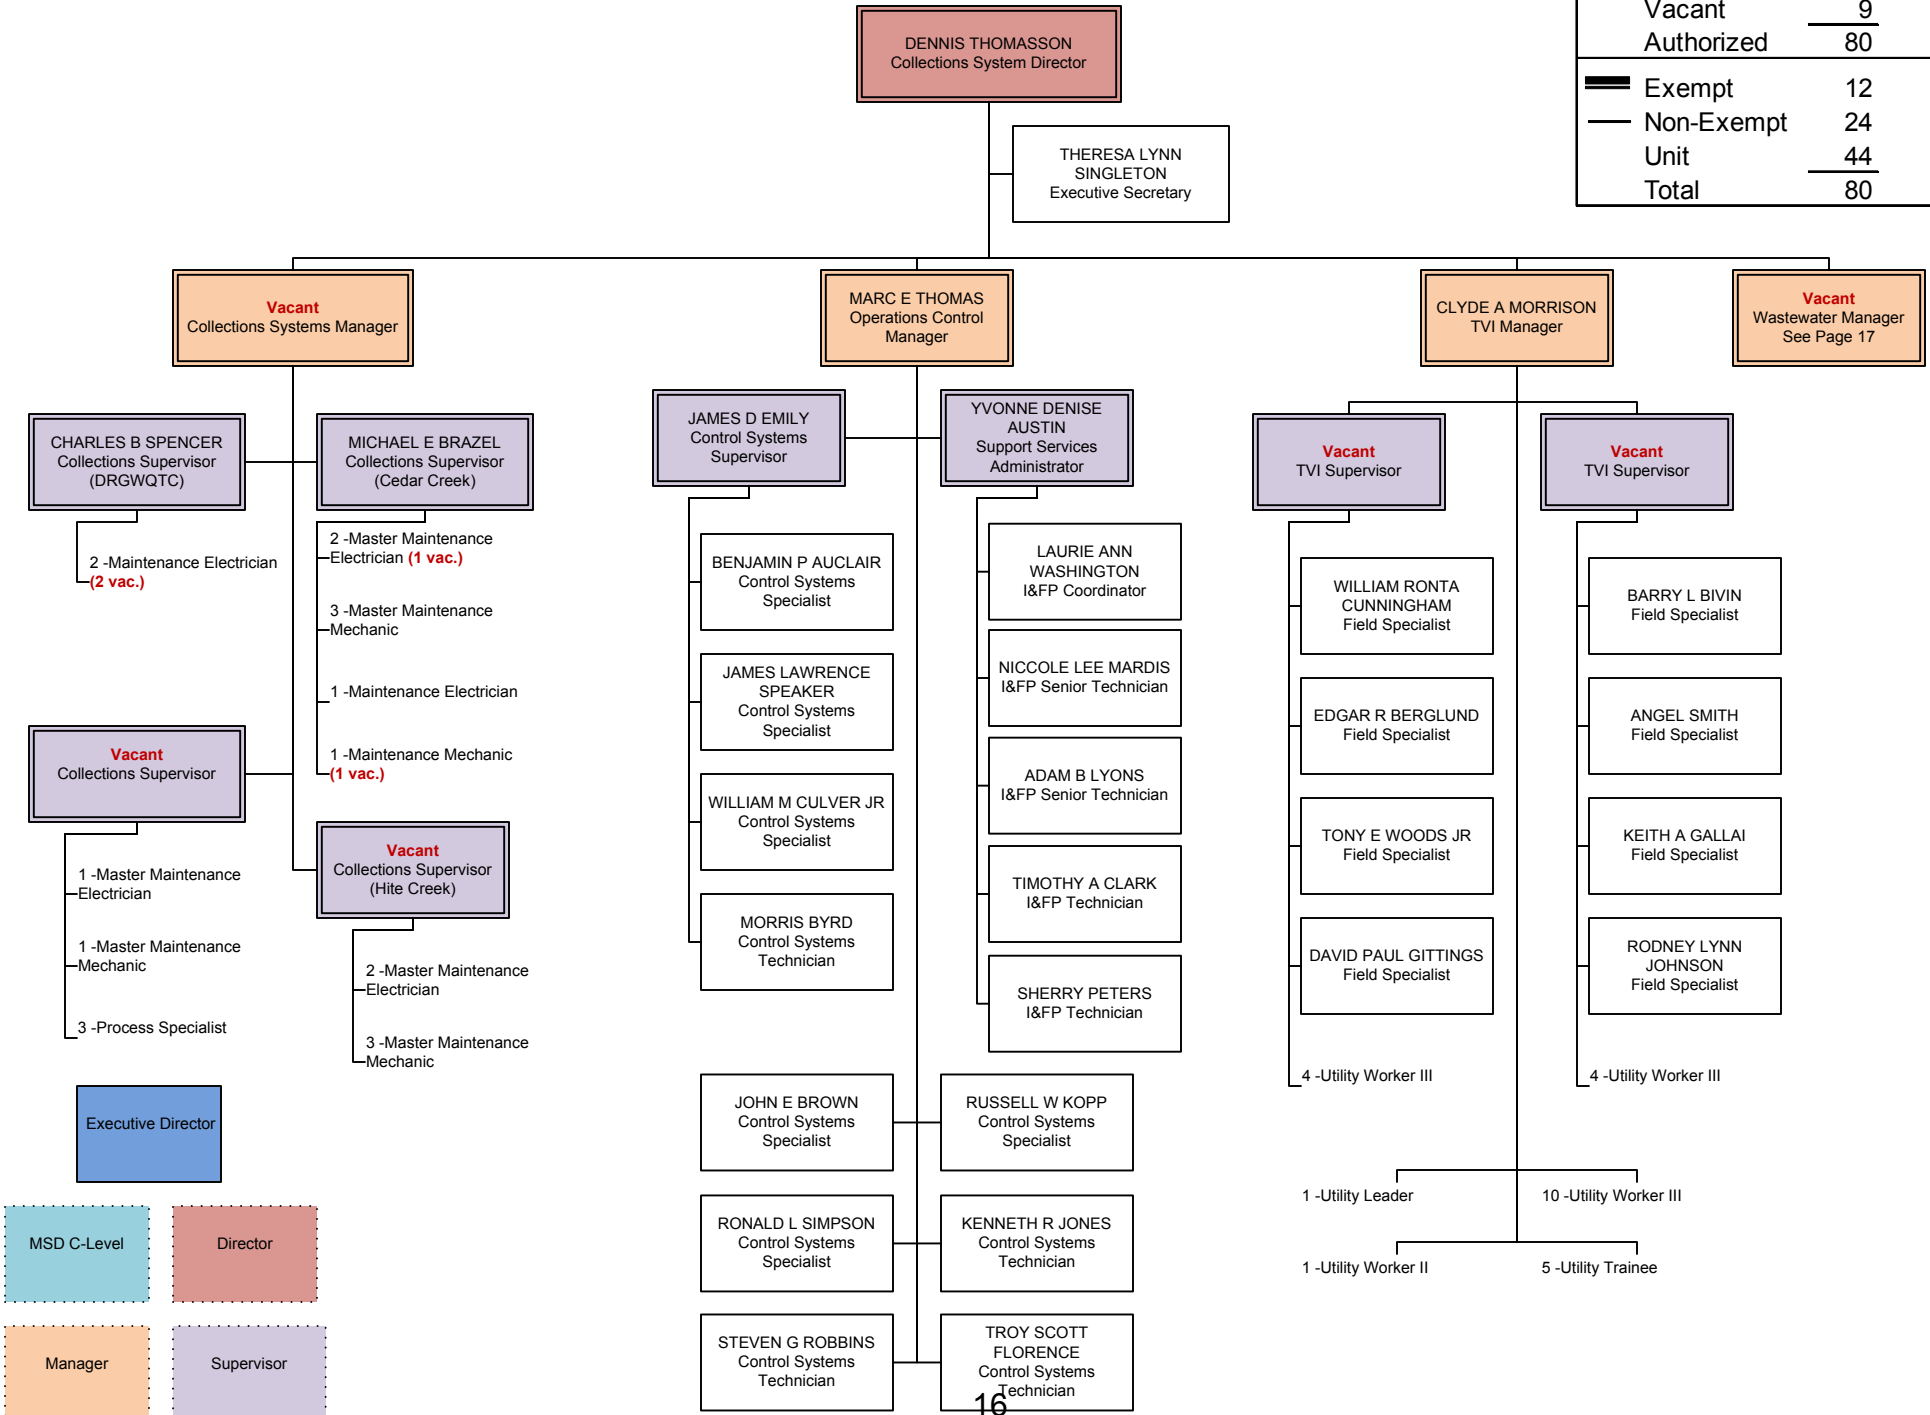 Vacant 9
Authorized 80
Exempt 12
Non-Exempt 24
Unit 44
Total 80
DENNIS THOMASSON
Collections System Director
THERESA LYNN
SINGLETON
Executive Secretary
Vacant
Collections Systems Manager
MARC E THOMAS
Operations Control
Manager
CLYDE A MORRISON
TVI Manager
Vacant
Wastewater Manager
See Page 17
CHARLES B SPENCER
Collections Supervisor
(DRGWQTC)
2 -Maintenance Electrician
(2 vac.)
MICHAEL E BRAZEL
Collections Supervisor
(Cedar Creek)
2 -Master Maintenance
Electrician (1 vac.)
3 -Master Maintenance
Mechanic
1 -Maintenance Electrician
1 -Maintenance Mechanic
(1 vac.)
Vacant
Collections Supervisor
1 -Master Maintenance
Electrician
1 -Master Maintenance
Mechanic
3 -Process Specialist
Vacant
Collections Supervisor
(Hite Creek)
2 -Master Maintenance
Electrician
3 -Master Maintenance
Mechanic
JAMES D EMILY
Control Systems
Supervisor
BENJAMIN P AUCLAIR
Control Systems
Specialist
JAMES LAWRENCE
SPEAKER
Control Systems
Specialist
WILLIAM M CULVER JR
Control Systems
Specialist
MORRIS BYRD
Control Systems
Technician
YVONNE DENISE
AUSTIN
Support Services
Administrator
LAURIE ANN
WASHINGTON
I&FP Coordinator
NICCOLE LEE MARDIS
I&FP Senior Technician
ADAM B LYONS
I&FP Senior Technician
TIMOTHY A CLARK
I&FP Technician
SHERRY PETERS
I&FP Technician
JOHN E BROWN
Control Systems
Specialist
RUSSELL W KOPP
Control Systems
Specialist
RONALD L SIMPSON
Control Systems
Specialist
KENNETH R JONES
Control Systems
Technician
STEVEN G ROBBINS
Control Systems
Technician
TROY SCOTT
FLORENCE
Control Systems
Technician
Vacant
TVI Supervisor
WILLIAM RONTA
CUNNINGHAM
Field Specialist
EDGAR R BERGLUND
Field Specialist
TONY E WOODS JR
Field Specialist
DAVID PAUL GITTINGS
Field Specialist
4 -Utility Worker III
Vacant
TVI Supervisor
BARRY L BIVIN
Field Specialist
ANGEL SMITH
Field Specialist
KEITH A GALLAI
Field Specialist
RODNEY LYNN
JOHNSON
Field Specialist
4 -Utility Worker III
1 -Utility Leader
10 -Utility Worker III
1 -Utility Worker II
5 -Utility Trainee
Executive Director
MSD C-Level
Director
Manager
Supervisor
16